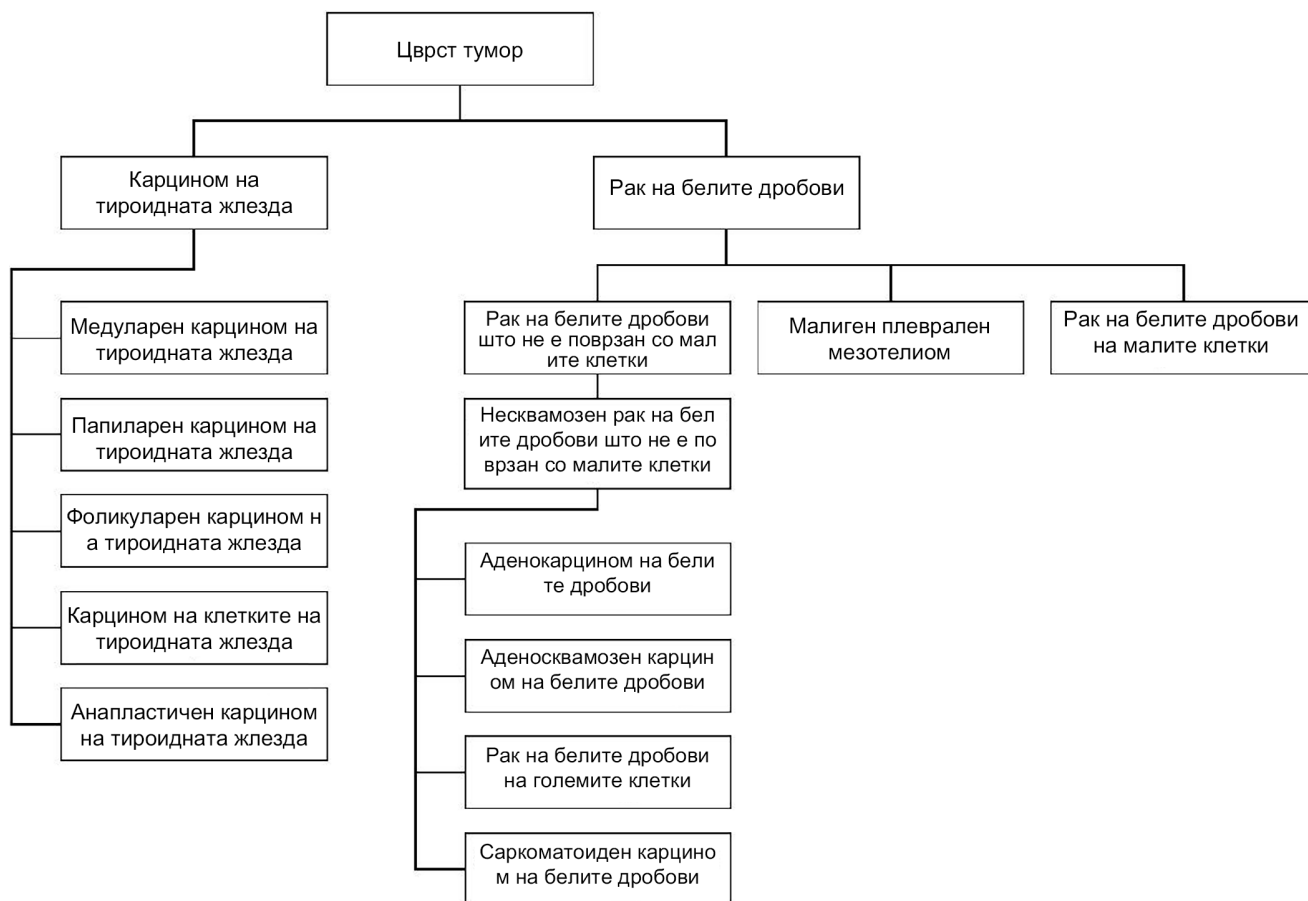 Цврст тумор
Карцином на
тироидната жлезда
Рак на белите дробови
Медуларен карцином на
тироидната жлезда
Папиларен карцином на
тироидната жлезда
Фоликуларен карцином н
а тироидната жлезда
Карцином на клетките на
тироидната жлезда
Анапластичен карцином
на тироидната жлезда
Рак на белите дробови
што не е поврзан со мал
ите клетки
Малиген плеврален
мезотелиом
Рак на белите дробови
на малите клетки
Несквамозен рак на бел
ите дробови што не е по
врзан со малите клетки
Аденокарцином на бели
те дробови
Аденосквамозен карцин
ом на белите дробови
Рак на белите дробови
на големите клетки
Саркоматоиден карцино
м на белите дробови